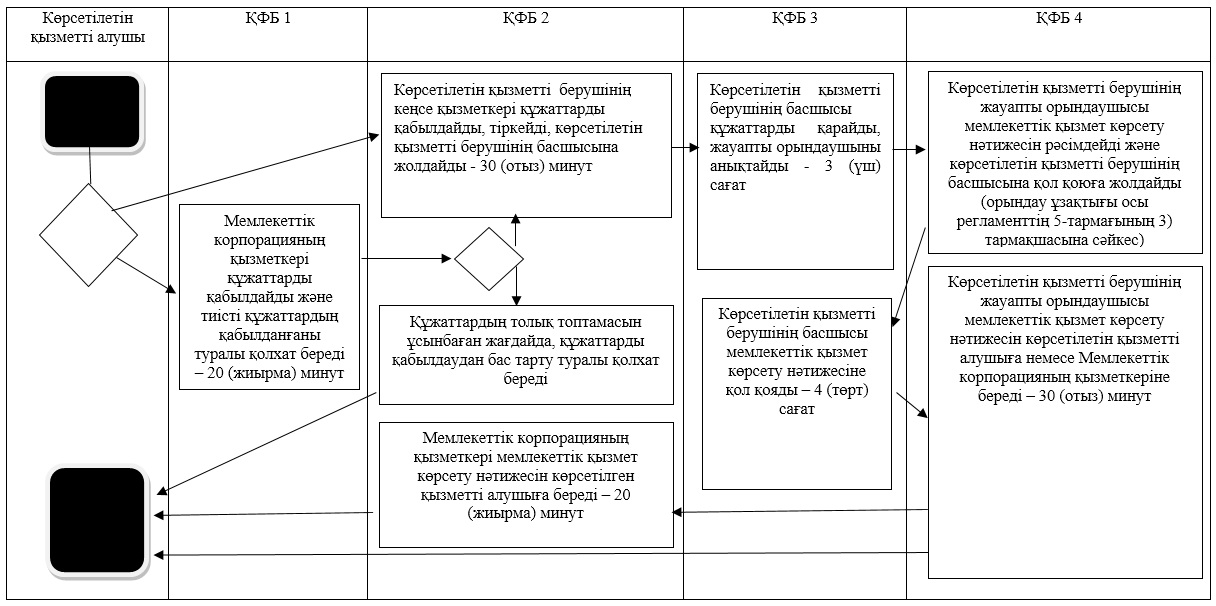 Көрсетілетін
қызметті алушы
ҚФБ 1
ҚФБ 2
ҚФБ 3
ҚФБ 4
Мемлекеттік
корпорацияның
қызметкері
құжаттарды
қабылдайды және
тиісті құжаттардың
қабылданғаны
туралы қолхат береді
– 20 (жиырма) минут
Көрсетілетін қызметті берушінің
кеңсе қызметкері құжаттарды
қабылдайды, тіркейді, көрсетілетін
қызметті берушінің басшысына
жолдайды - 30 (отыз) минут
Құжаттардың толық топтамасын
ұсынбаған жағдайда, құжаттарды
қабылдаудан бас тарту туралы қолхат
береді
Мемлекеттік корпорацияның
қызметкері мемлекеттік қызмет
көрсету нәтижесін көрсетілген
қызметті алушыға береді – 20
(жиырма) минут
Көрсетілетін қызметті
берушінің басшысы
құжаттарды қарайды,
жауапты орындаушыны
анықтайды - 3 (үш)
сағат
Көрсетілетін қызметті
берушінің басшысы
мемлекеттік қызмет
көрсету нәтижесіне
қол қояды – 4 (төрт)
сағат
Көрсетілетін қызметті берушінің
жауапты орындаушысы
мемлекеттік қызмет көрсету
нәтижесін рәсімдейді және
көрсетілетін қызметті берушінің
басшысына қол қоюға жолдайды
(орындау ұзақтығы осы
регламенттің 5-тармағының 3)
тармақшасына сәйкес)
Көрсетілетін қызметті берушінің
жауапты орындаушысы
мемлекеттік қызмет көрсету
нәтижесін көрсетілетін қызметті
алушыға немесе Мемлекеттік
корпорацияның қызметкеріне
береді – 30 (отыз) минут